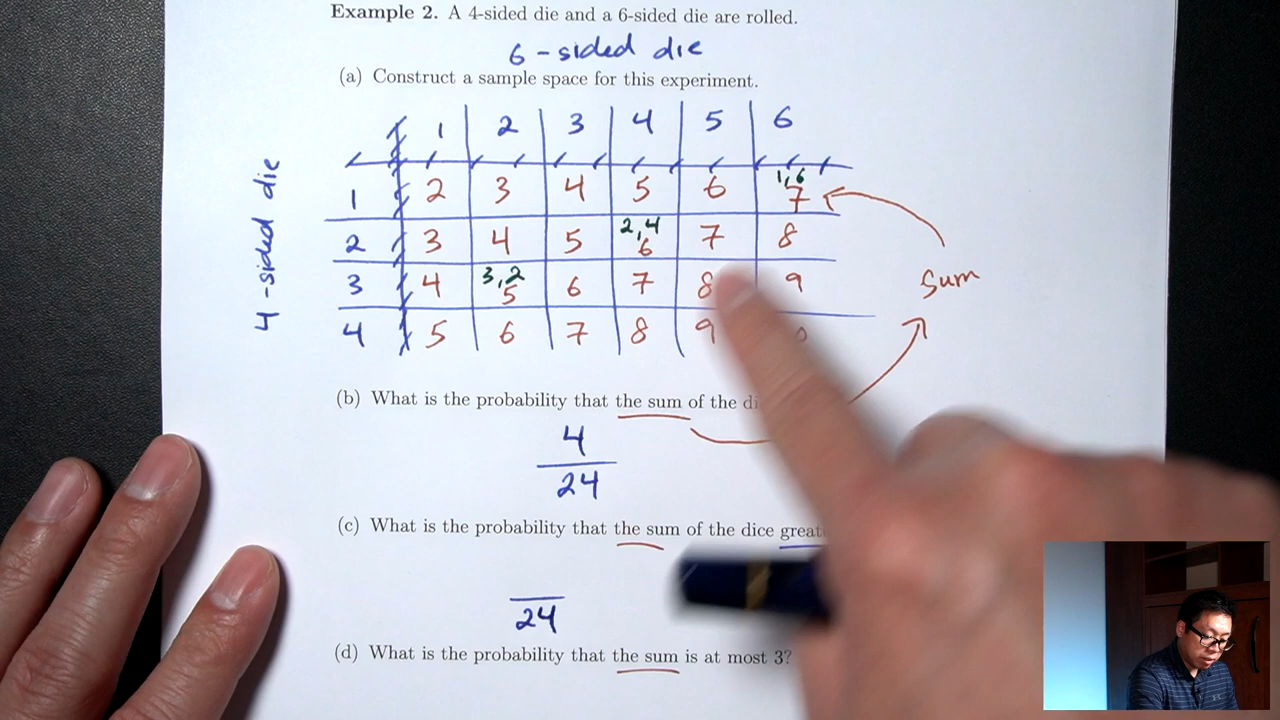 Example 2. A 4-sided die and a 6-sided die are rolled.
6-sided die
(a) Construct a sample space for this experiment.
4-sided die
1 2 3 4 5 6
1 2 3 4 5 6 1,6 7
2 3 4 5 2,4 6 7 8
3 4 3,2 5 6 7 8 9
4 5 6 7 8 9
Sum
(b) What is the probability that the sum of the
4
24
(c) What is the probability that the sum of the dice
24
(d) What is the probability that the sum is at most 3?